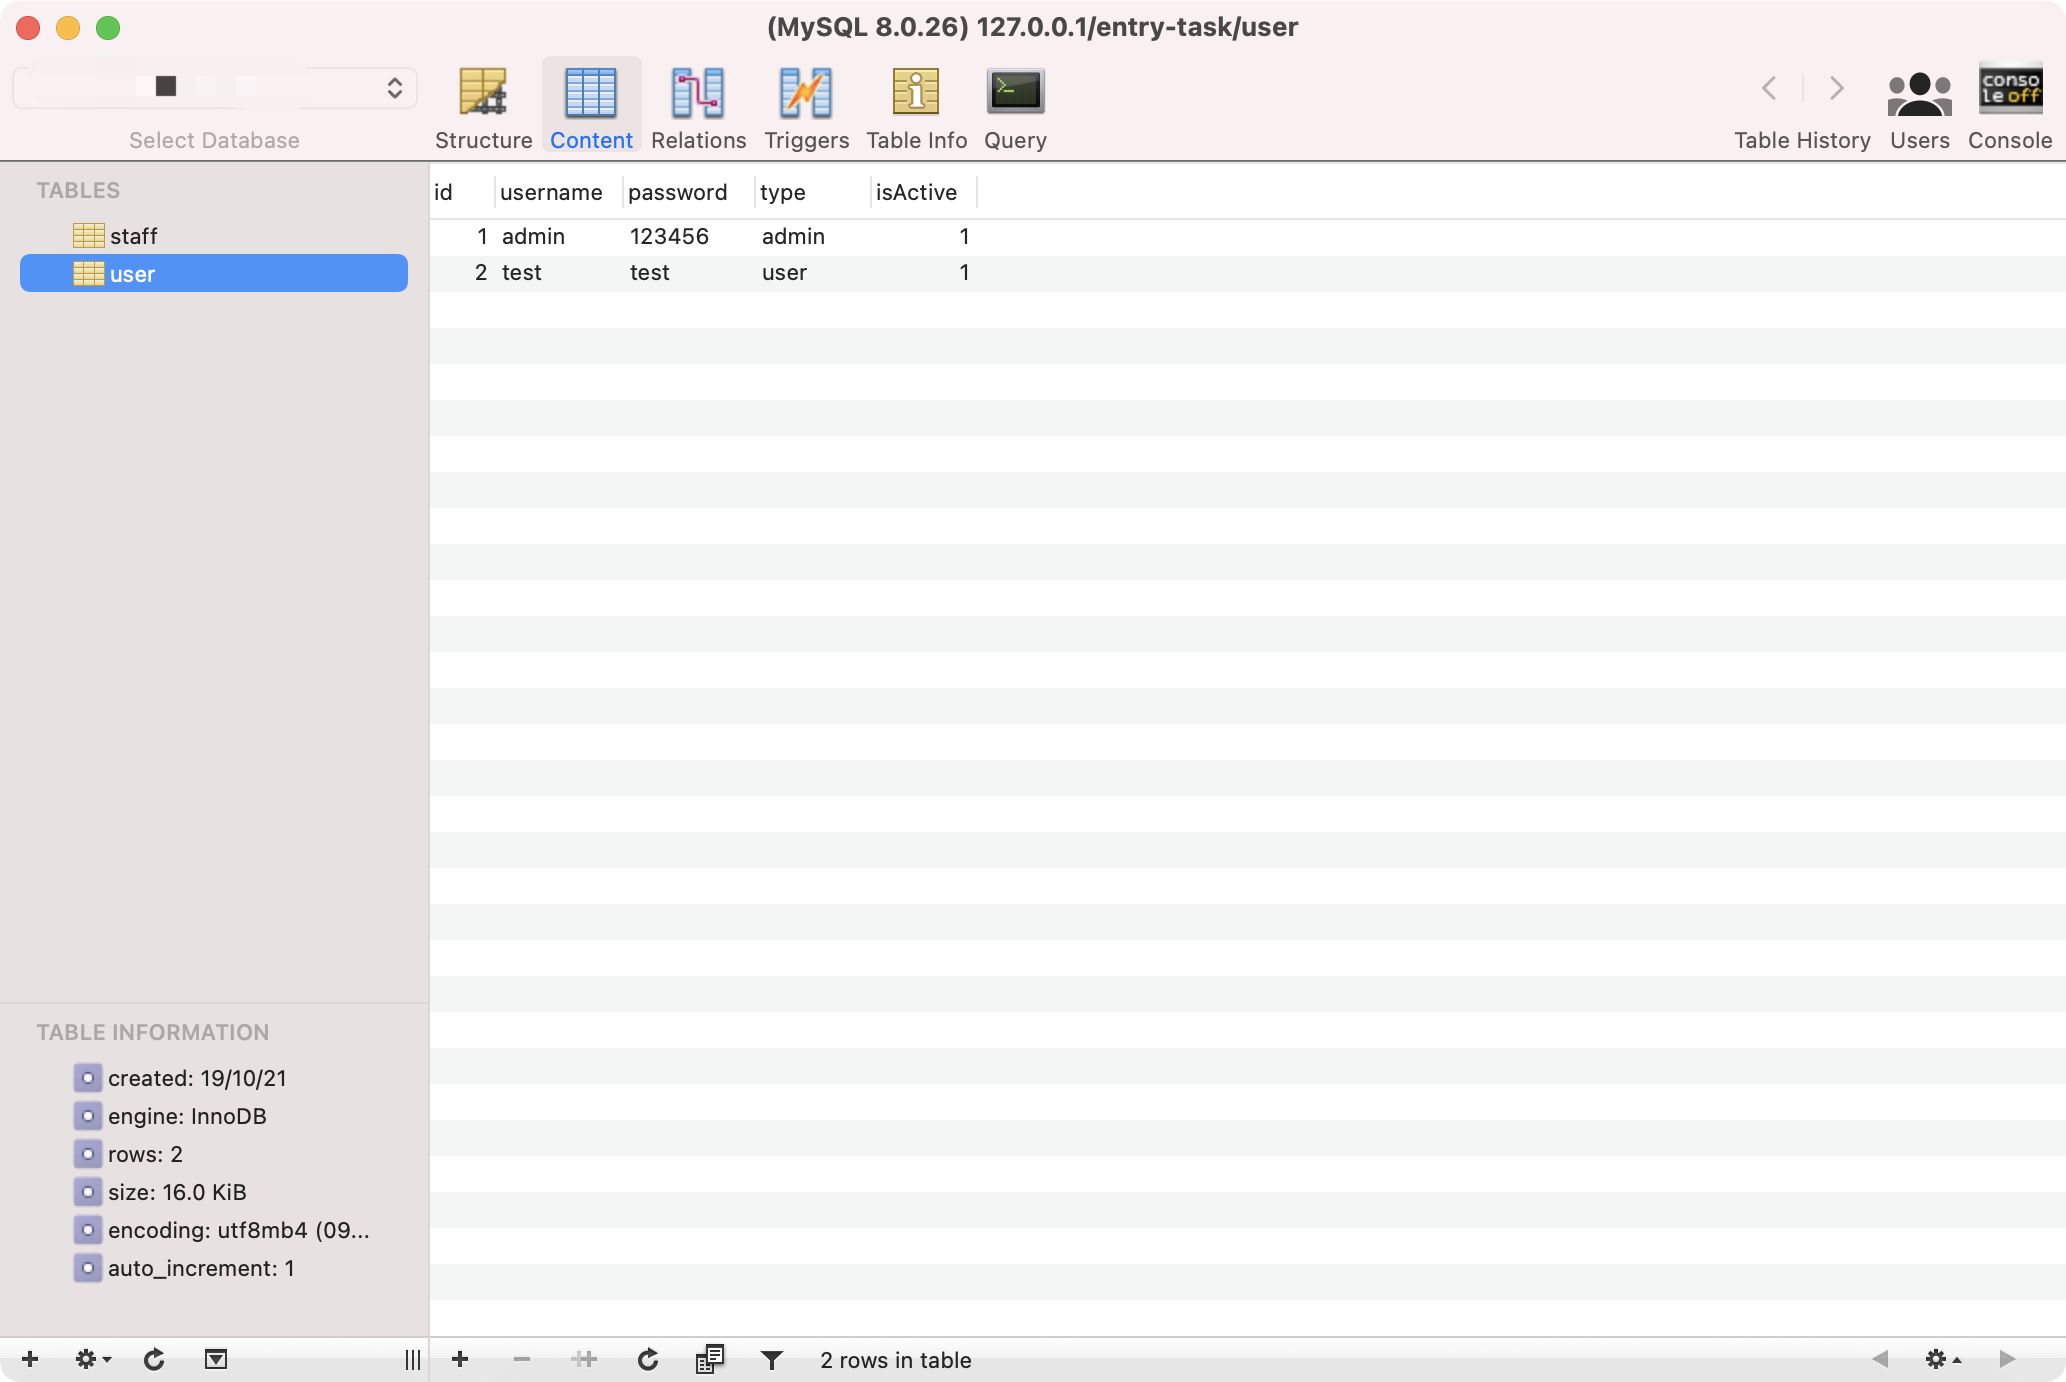 (MySQL 8.0.26) 127.0.0.1/entry-task/user
Select Database
Structure Content Relations Triggers Table Info Query
Table History Users Console
conso
le off
TABLES
staff
user
id username password type isActive
1 admin 123456 admin 1
2 test test user 1
TABLE INFORMATION
created: 19/10/21
engine: InnoDB
rows: 2
size: 16.0 KiB
encoding: utf8mb4 (09...
auto_increment: 1
2 rows in table